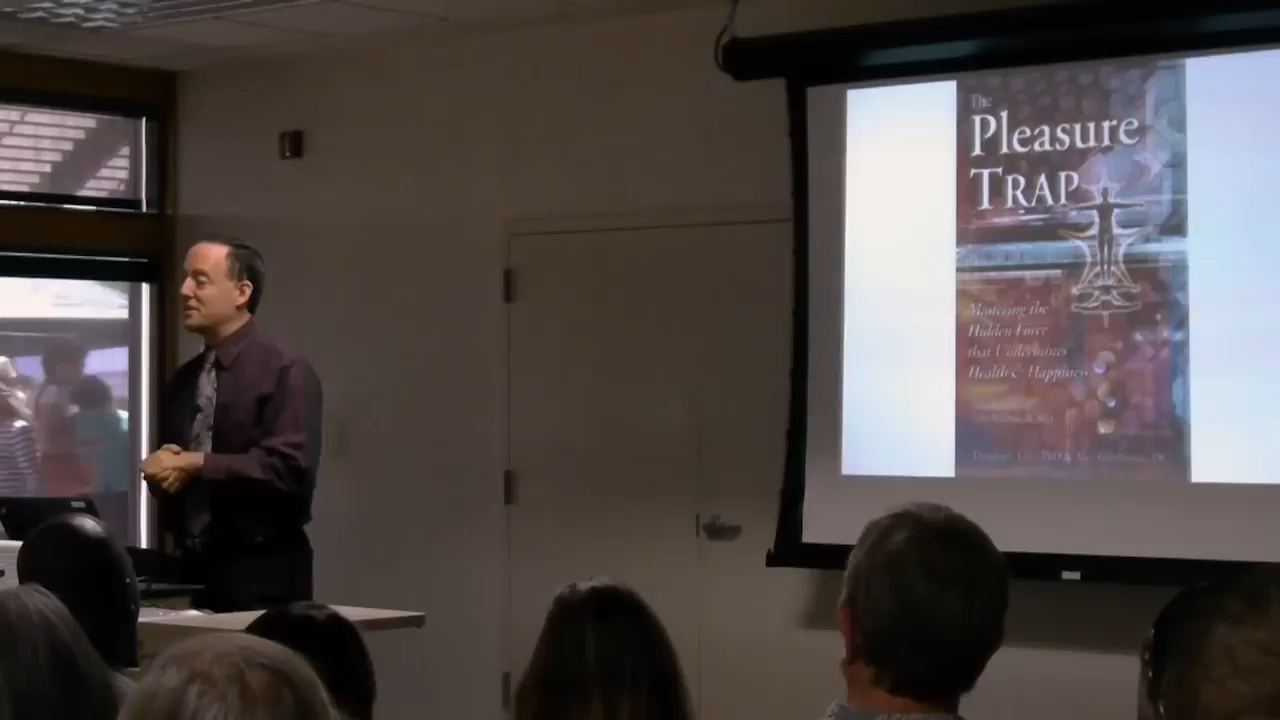 The
Pleasure
TRAP
Mastering the
Hidden Force
that Undermines
Health & Happiness